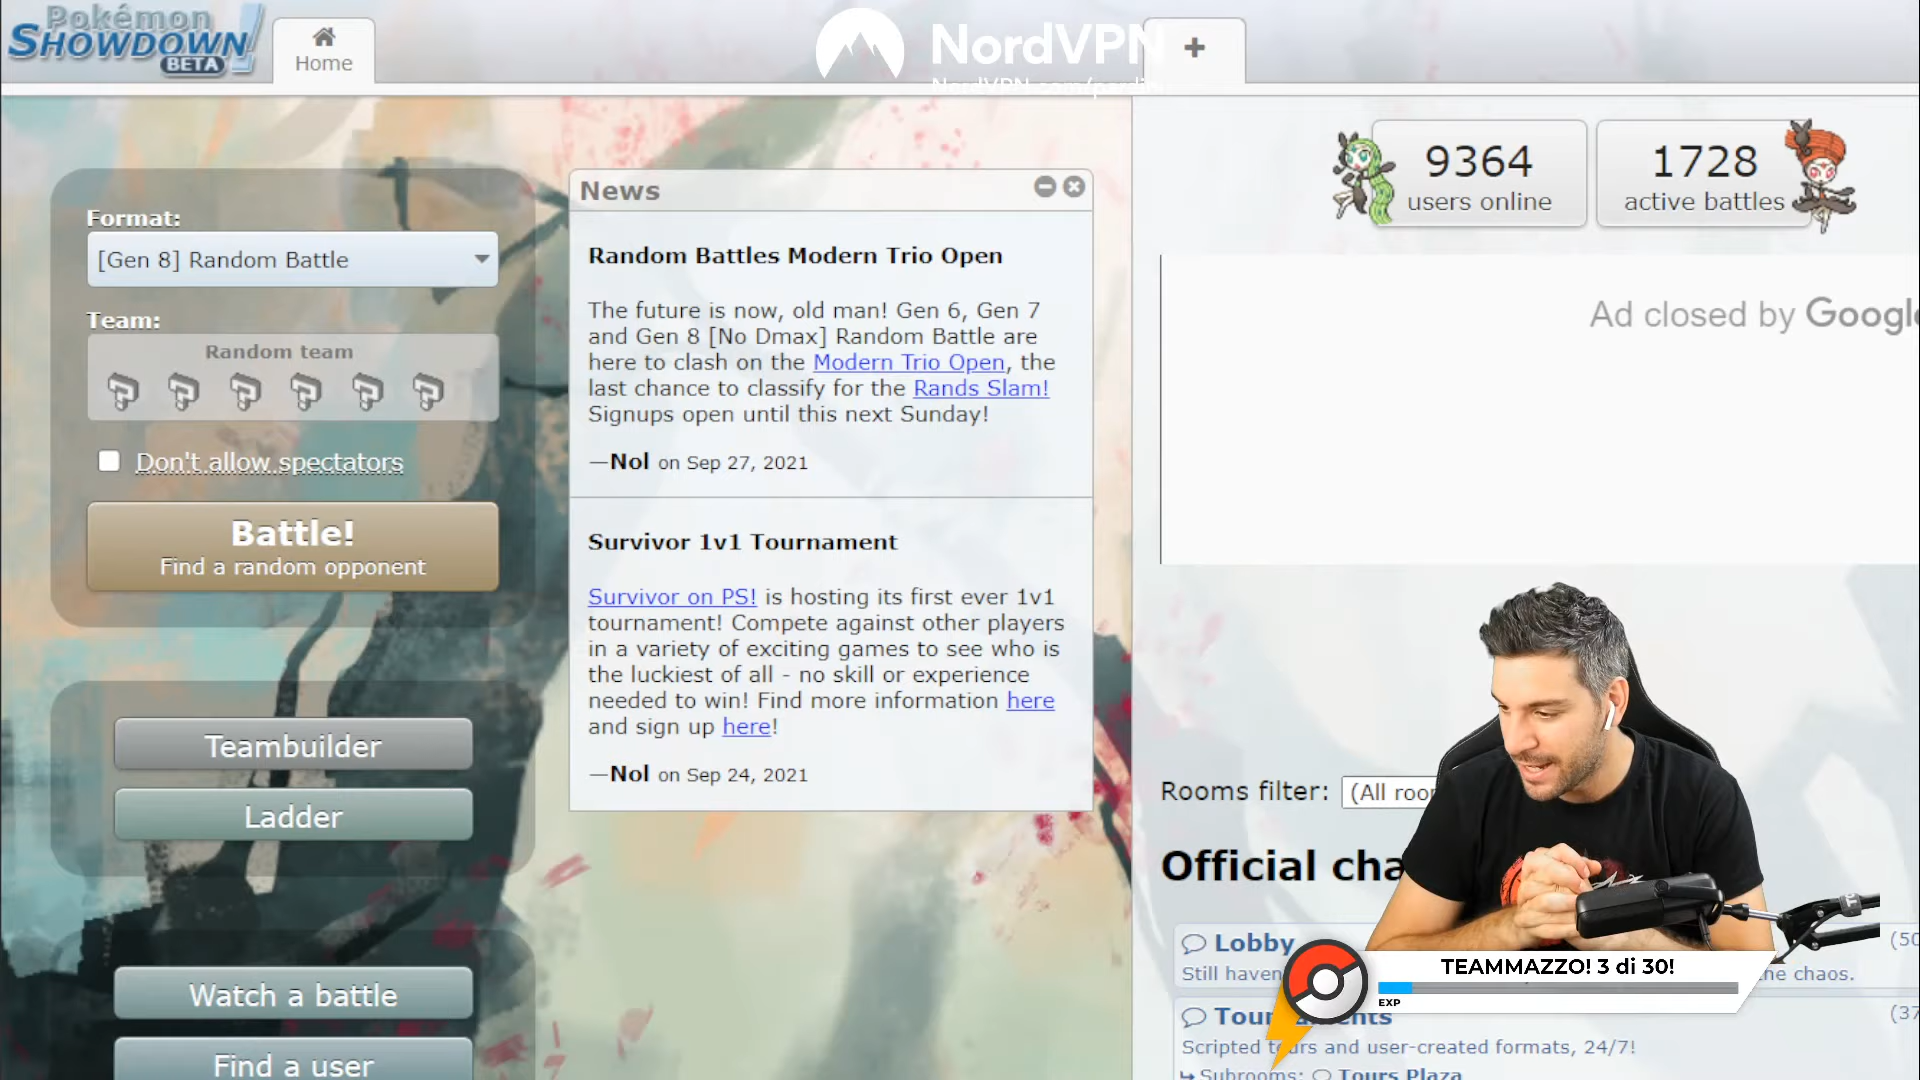 Pokémon
SHOWDOWN!
BETA
Home
NordVPN
+
9364
users online
1728
active battles
Format:
[Gen 8] Random Battle
Team:
Random team
? ? ? ? ? ?
Don't allow spectators
Battle!
Find a random opponent
Teambuilder
Ladder
Watch a battle
Find a user
News
Random Battles Modern Trio Open
The future is now, old man! Gen 6, Gen 7
and Gen 8 [No Dmax] Random Battle are
here to clash on the Modern Trio Open, the
last chance to classify for the Rands Slam!
Signups open until this next Sunday!
—Nol on Sep 27, 2021
Survivor 1v1 Tournament
Survivor on PS! is hosting its first ever 1v1
tournament! Compete against other players
in a variety of exciting games to see who is
the luckiest of all - no skill or experience
needed to win! Find more information here
and sign up here!
—Nol on Sep 24, 2021
Ad closed by Google
Rooms filter: (All roo
Official cha
Lobby
(50
Still haven
he chaos.
TEAMMAZZO! 3 di 30!
EXP
(37
Scripted tours and user-created formats, 24/7!
Subrooms: Tours Plaza